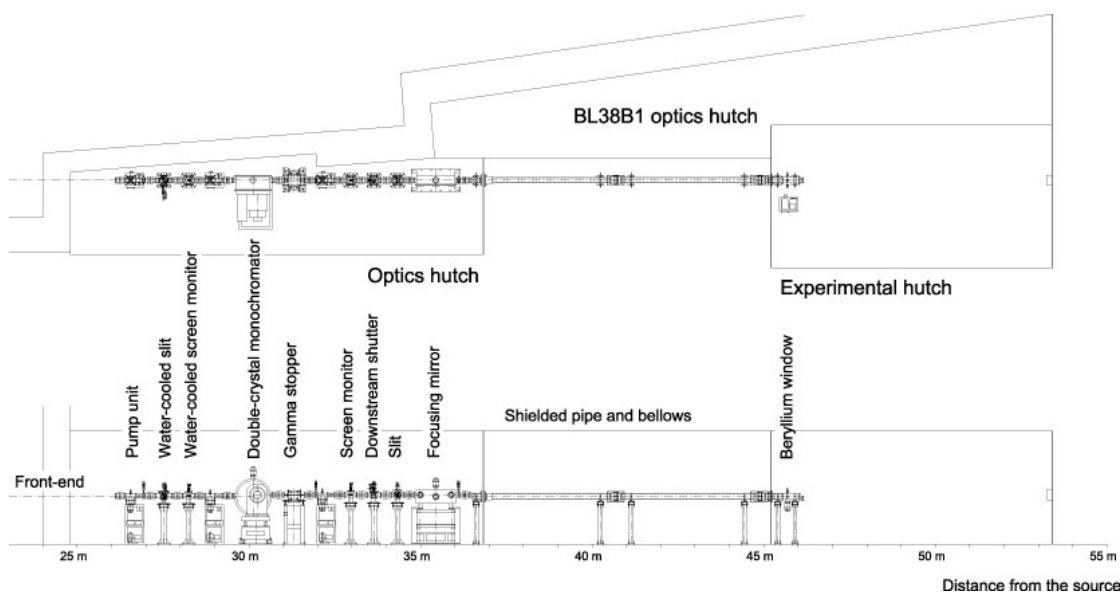 BL38B1 optics hutch
Optics hutch
Experimental hutch
Pump unit
Water-cooled slit
Water-cooled screen monitor
Double-crystal monochromator
Gamma stopper
Screen monitor
Downstream shutter
Slit
Focusing mirror
Shielded pipe and bellows
Beryllium window
Front-end
25 m 30 m 35 m 40 m 45 m 50 m 55 m
Distance from the source